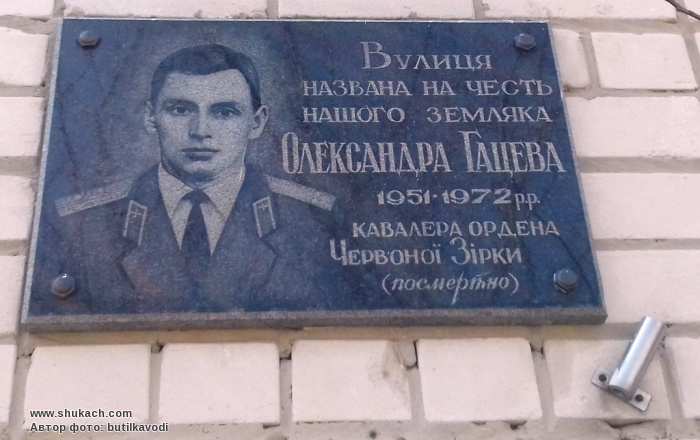 Вулиця
названа на честь
нашого земляка
Олександра Гацева
1951-1972 р.р.
кавалера ордена
Червоної Зірки
(посмертно)
www.shukach.com
Автор фото: butilkavodi